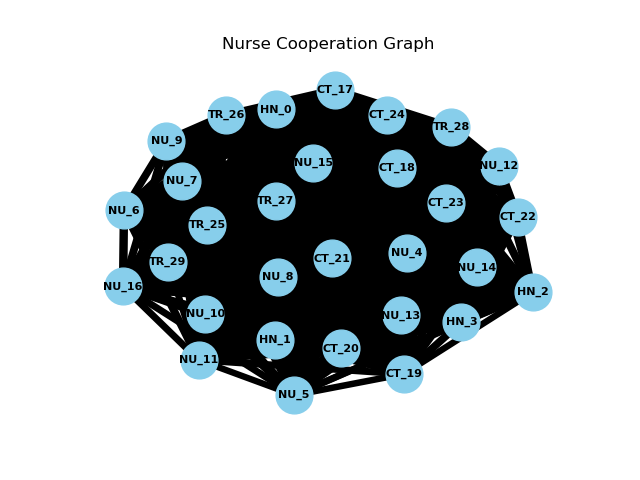 Nurse Cooperation Graph
CT_17
HN_0
TR_26
CT_24
TR_28
NU_9
NU_15
NU_12
CT_18
NU_7
TR_27
CT_23
NU_6
CT_22
TR_25
NU_4
CT_21
TR_29
NU_14
NU_8
NU_16
HN_2
NU_10
NU_13
HN_3
HN_1
CT_20
NU_11
CT_19
NU_5